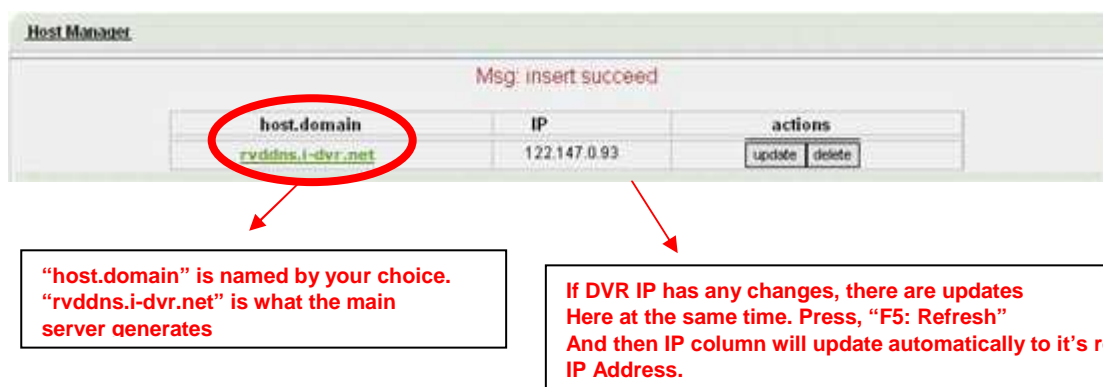 Host Manager
Msg: insert succeed
host.domain IP actions
rvddns.i-dvr.net 122.147.0.93 update delete
“host.domain” is named by your choice.
“rvddns.i-dvr.net” is what the main
server generates
If DVR IP has any changes, there are updates
Here at the same time. Press, “F5: Refresh”
And then IP column will update automatically to it’s
IP Address.